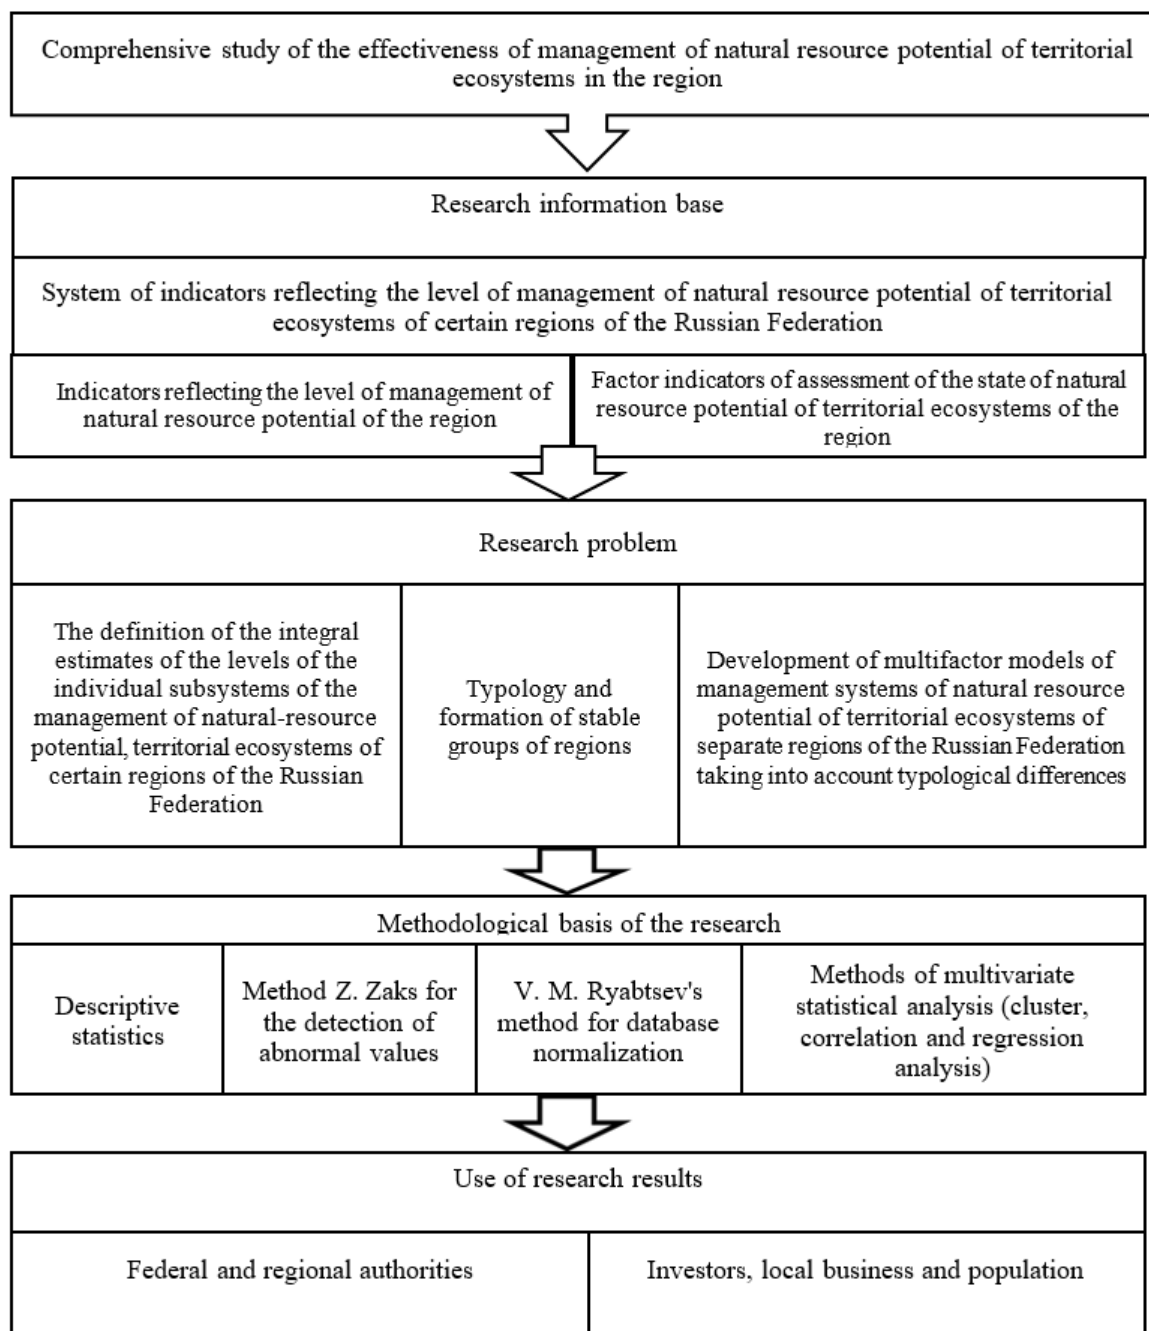 Comprehensive study of the effectiveness of management of natural resource potential of territorial
ecosystems in the region
Research information base
System of indicators reflecting the level of management of natural resource potential of territorial
ecosystems of certain regions of the Russian Federation
Indicators reflecting the level of management of
natural resource potential of the region
Factor indicators of assessment of the state of natural
resource potential of territorial ecosystems of the
region
Research problem
The definition of the integral
estimates of the levels of the
individual subsystems of the
management of natural-resource
potential, territorial ecosystems of
certain regions of the Russian
Federation
Typology and
formation of stable
groups of regions
Development of multifactor models of
management systems of natural resource
potential of territorial ecosystems of
separate regions of the Russian Federation
taking into account typological differences
Methodological basis of the research
Descriptive
statistics
Method Z. Zaks for
the detection of
abnormal values
V. M. Ryabtsev's
method for database
normalization
Methods of multivariate
statistical analysis (cluster,
correlation and regression
analysis)
Use of research results
Federal and regional authorities
Investors, local business and population